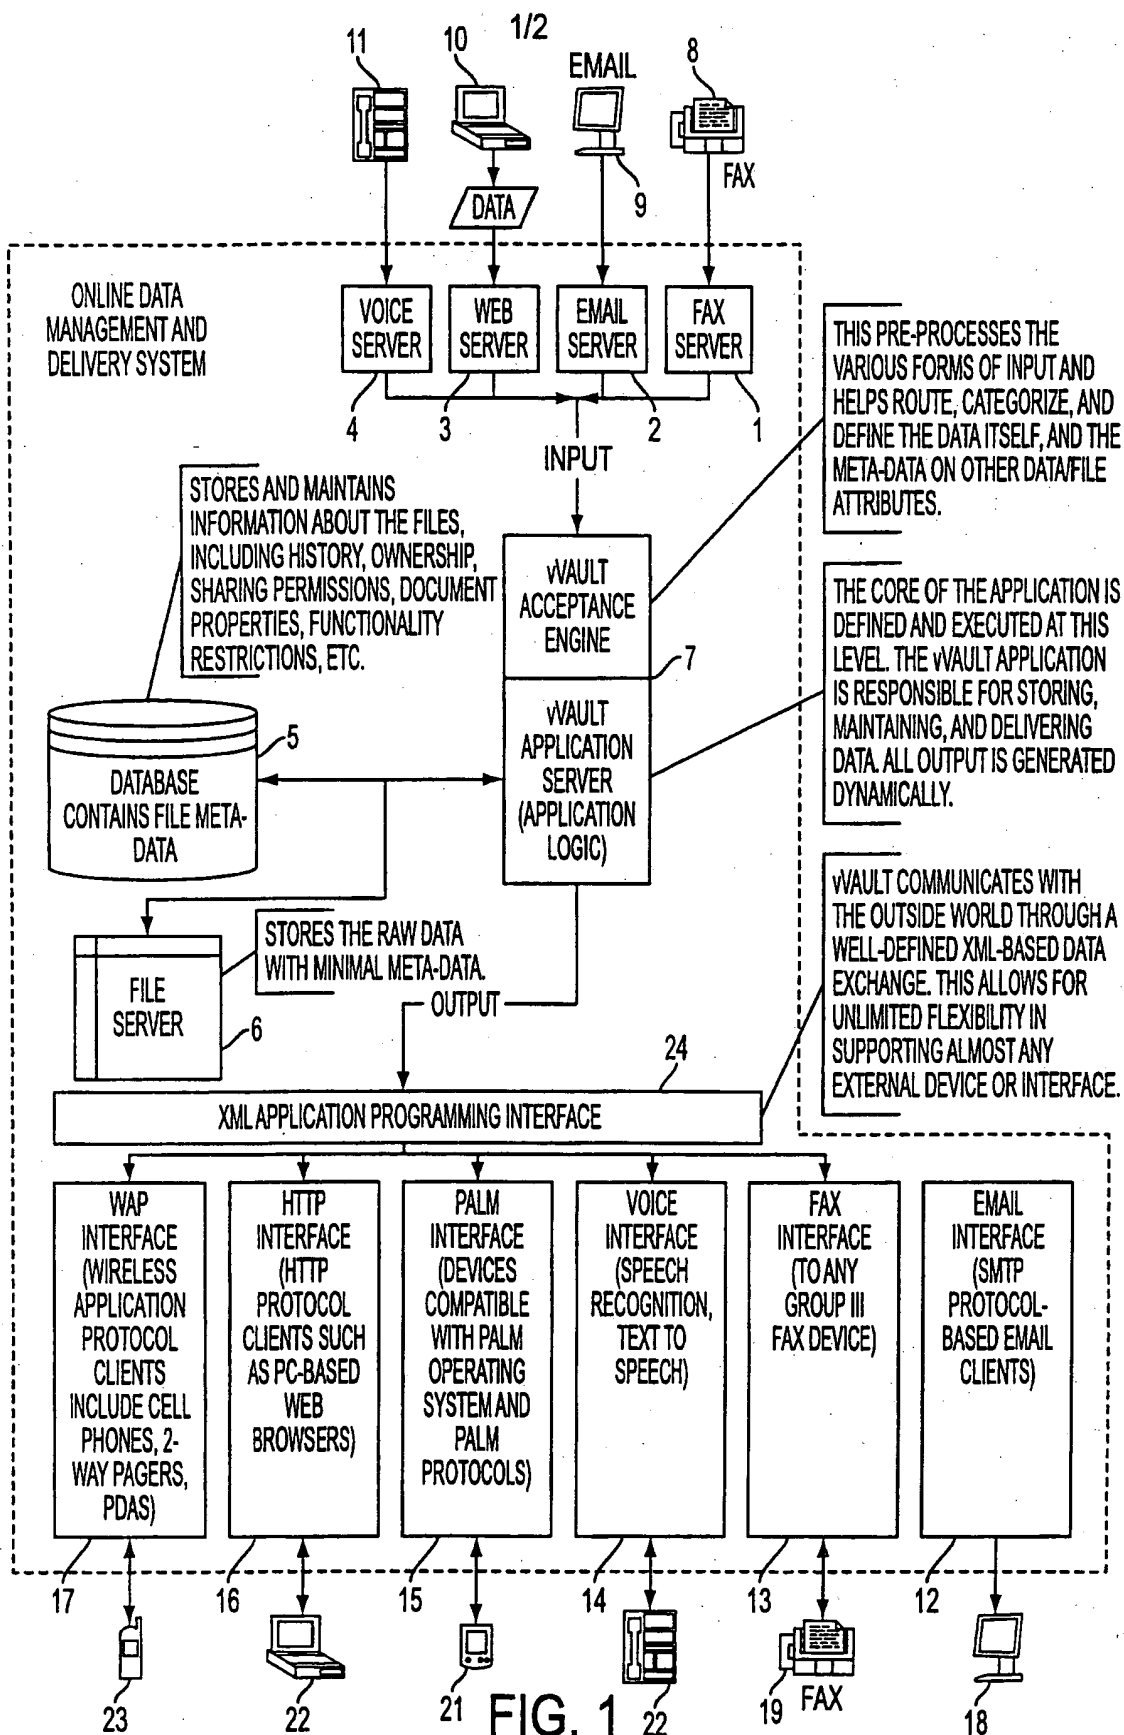 1/2
11
10
EMAIL
8
9
FAX
DATA
ONLINE DATA
MANAGEMENT AND
DELIVERY SYSTEM
VOICE
SERVER
WEB
SERVER
EMAIL
SERVER
FAX
SERVER
4
3
2
1
INPUT
THIS PRE-PROCESSES THE
VARIOUS FORMS OF INPUT AND
HELPS ROUTE, CATEGORIZE, AND
DEFINE THE DATA ITSELF, AND THE
META-DATA ON OTHER DATA/FILE
ATTRIBUTES.
STORES AND MAINTAINS
INFORMATION ABOUT THE FILES,
INCLUDING HISTORY, OWNERSHIP,
SHARING PERMISSIONS, DOCUMENT
PROPERTIES, FUNCTIONALITY
RESTRICTIONS, ETC.
vVAULT
ACCEPTANCE
ENGINE
7
vVAULT
APPLICATION
SERVER
(APPLICATION
LOGIC)
THE CORE OF THE APPLICATION IS
DEFINED AND EXECUTED AT THIS
LEVEL. THE vVAULT APPLICATION
IS RESPONSIBLE FOR STORING,
MAINTAINING, AND DELIVERING
DATA. ALL OUTPUT IS GENERATED
DYNAMICALLY.
5
DATABASE
CONTAINS FILE META-
DATA
STORES THE RAW DATA
WITH MINIMAL META-DATA.
FILE
SERVER
6
OUTPUT
vVAULT COMMUNICATES WITH
THE OUTSIDE WORLD THROUGH A
WELL-DEFINED XML-BASED DATA
EXCHANGE. THIS ALLOWS FOR
UNLIMITED FLEXIBILITY IN
SUPPORTING ALMOST ANY
EXTERNAL DEVICE OR INTERFACE.
24
XML APPLICATION PROGRAMMING INTERFACE
WAP
INTERFACE
(WIRELESS
APPLICATION
PROTOCOL
CLIENTS
INCLUDE CELL
PHONES, 2-
WAY PAGERS,
PDAS)
HTTP
INTERFACE
(HTTP
PROTOCOL
CLIENTS SUCH
AS PC-BASED
WEB
BROWSERS)
PALM
INTERFACE
(DEVICES
COMPATIBLE
WITH PALM
OPERATING
SYSTEM AND
PALM
PROTOCOLS)
VOICE
INTERFACE
(SPEECH
RECOGNITION,
TEXT TO
SPEECH)
FAX
INTERFACE
(TO ANY
GROUP III
FAX DEVICE)
EMAIL
INTERFACE
(SMTP
PROTOCOL-
BASED EMAIL
CLIENTS)
17
16
15
14
13
12
23
22
21
22
19
FAX
18
FIG. 1